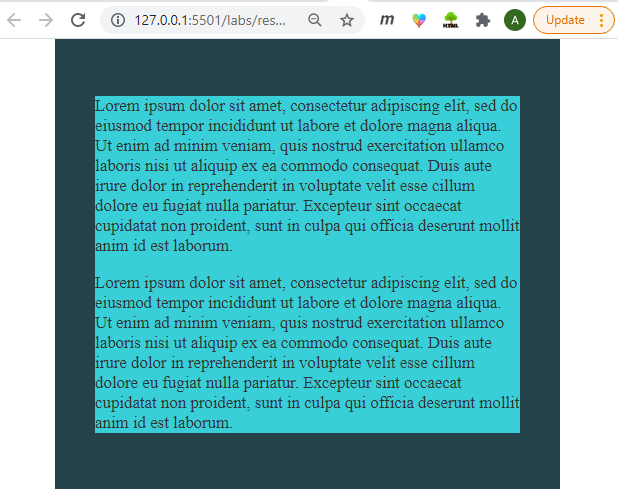 127.0.0.1:5501/labs/res...
m
HTML
A
Update
Lorem ipsum dolor sit amet, consectetur adipiscing elit, sed do
eiusmod tempor incididunt ut labore et dolore magna aliqua.
Ut enim ad minim veniam, quis nostrud exercitation ullamco
laboris nisi ut aliquip ex ea commodo consequat. Duis aute
irure dolor in reprehenderit in voluptate velit esse cillum
dolore eu fugiat nulla pariatur. Excepteur sint occaecat
cupidatat non proident, sunt in culpa qui officia deserunt mollit
anim id est laborum.
Lorem ipsum dolor sit amet, consectetur adipiscing elit, sed do
eiusmod tempor incididunt ut labore et dolore magna aliqua.
Ut enim ad minim veniam, quis nostrud exercitation ullamco
laboris nisi ut aliquip ex ea commodo consequat. Duis aute
irure dolor in reprehenderit in voluptate velit esse cillum
dolore eu fugiat nulla pariatur. Excepteur sint occaecat
cupidatat non proident, sunt in culpa qui officia deserunt mollit
anim id est laborum.